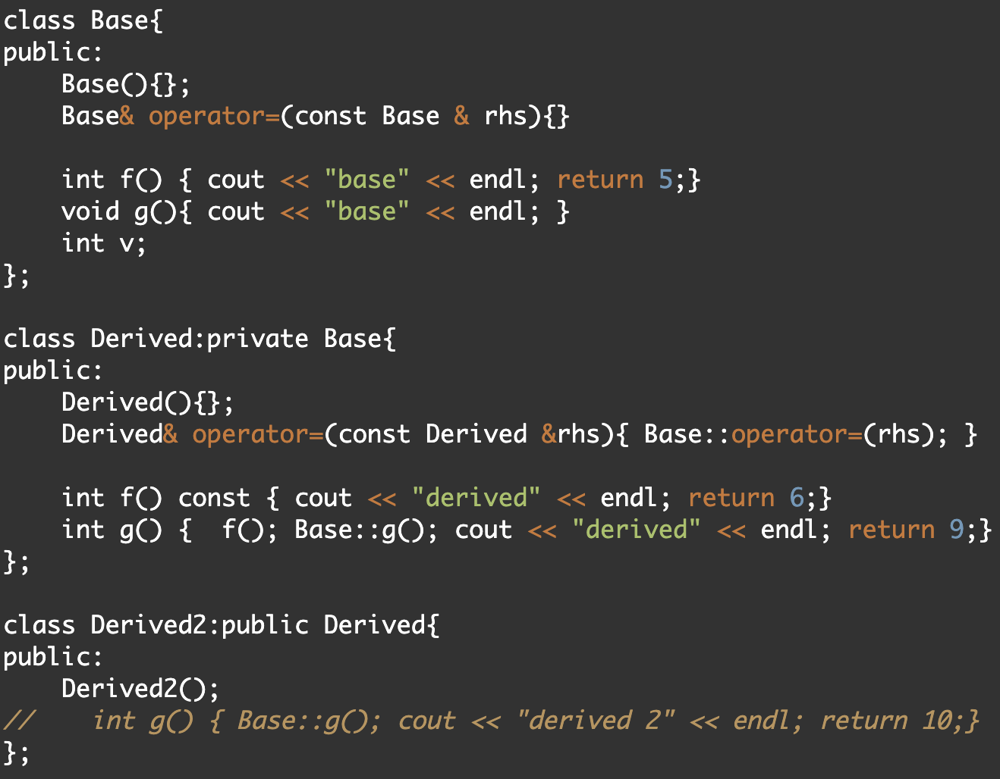 class Base{
public:
    Base(){};
    Base& operator=(const Base & rhs){}

    int f() { cout << "base" << endl; return 5;}
    void g(){ cout << "base" << endl; }
    int v;
};

class Derived:private Base{
public:
    Derived(){};
    Derived& operator=(const Derived &rhs){ Base::operator=(rhs); }

    int f() const { cout << "derived" << endl; return 6;}
    int g() {  f(); Base::g(); cout << "derived" << endl; return 9;}
};

class Derived2:public Derived{
public:
    Derived2();
//    int g() { Base::g(); cout << "derived 2" << endl; return 10;}
};